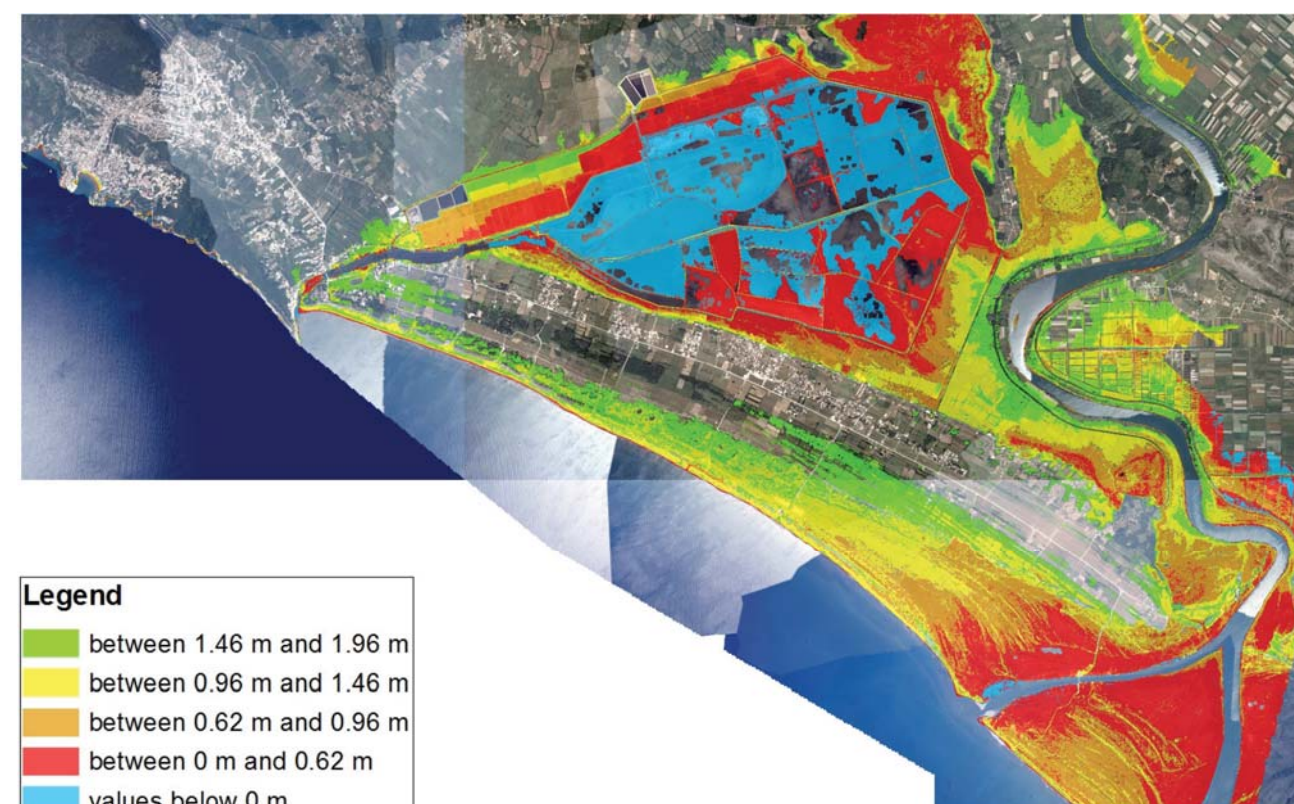 Legend
between 1.46 m and 1.96 m
between 0.96 m and 1.46 m
between 0.62 m and 0.96 m
between 0 m and 0.62 m
values below 0 m